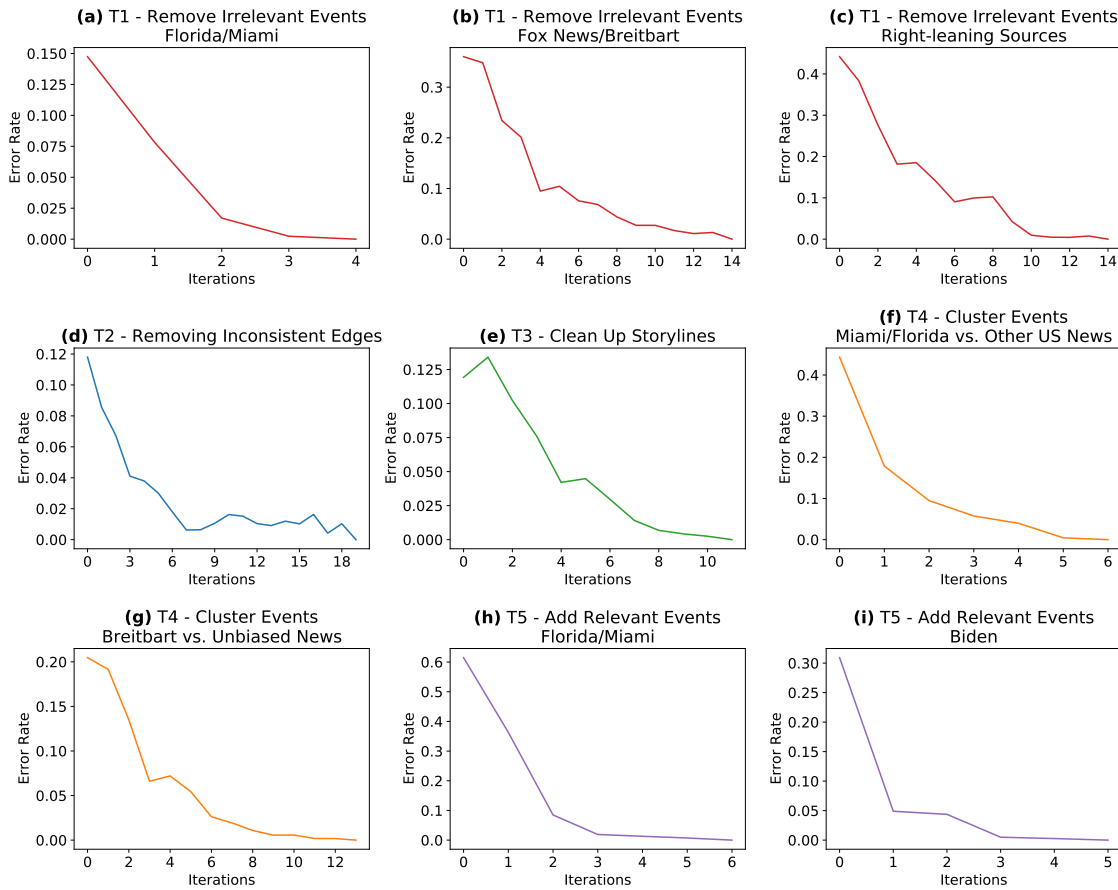 (a) T1 - Remove Irrelevant Events
Florida/Miami
Error Rate
0.150
0.125
0.100
0.075
0.050
0.025
0.000
0 1 2 3 4
Iterations
(b) T1 - Remove Irrelevant Events
Fox News/Breitbart
Error Rate
0.3
0.2
0.1
0.0
0 2 4 6 8 10 12 14
Iterations
(c) T1 - Remove Irrelevant Events
Right-leaning Sources
Error Rate
0.4
0.3
0.2
0.1
0.0
0 2 4 6 8 10 12 14
Iterations
(d) T2 - Removing Inconsistent Edges
Error Rate
0.12
0.10
0.08
0.06
0.04
0.02
0.00
0 3 6 9 12 15 18
Iterations
(e) T3 - Clean Up Storylines
Error Rate
0.125
0.100
0.075
0.050
0.025
0.000
0 2 4 6 8 10
Iterations
(f) T4 - Cluster Events
Miami/Florida vs. Other US News
Error Rate
0.4
0.3
0.2
0.1
0.0
0 1 2 3 4 5 6
Iterations
(g) T4 - Cluster Events
Breitbart vs. Unbiased News
Error Rate
0.20
0.15
0.10
0.05
0.00
0 2 4 6 8 10 12
Iterations
(h) T5 - Add Relevant Events
Florida/Miami
Error Rate
0.6
0.5
0.4
0.3
0.2
0.1
0.0
0 1 2 3 4 5 6
Iterations
(i) T5 - Add Relevant Events
Biden
Error Rate
0.30
0.25
0.20
0.15
0.10
0.05
0.00
0 1 2 3 4 5
Iterations